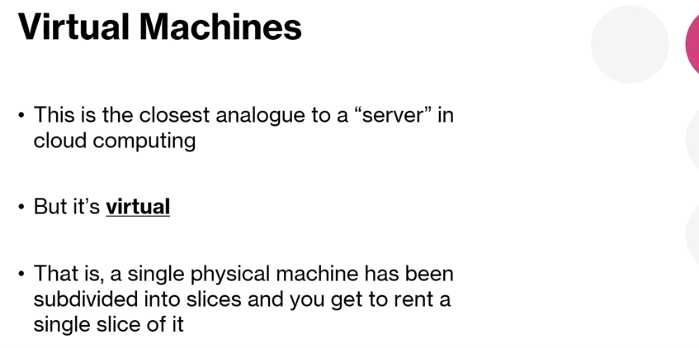 Virtual Machines
• This is the closest analogue to a “server” in
cloud computing
• But it’s virtual
• That is, a single physical machine has been
subdivided into slices and you get to rent a
single slice of it